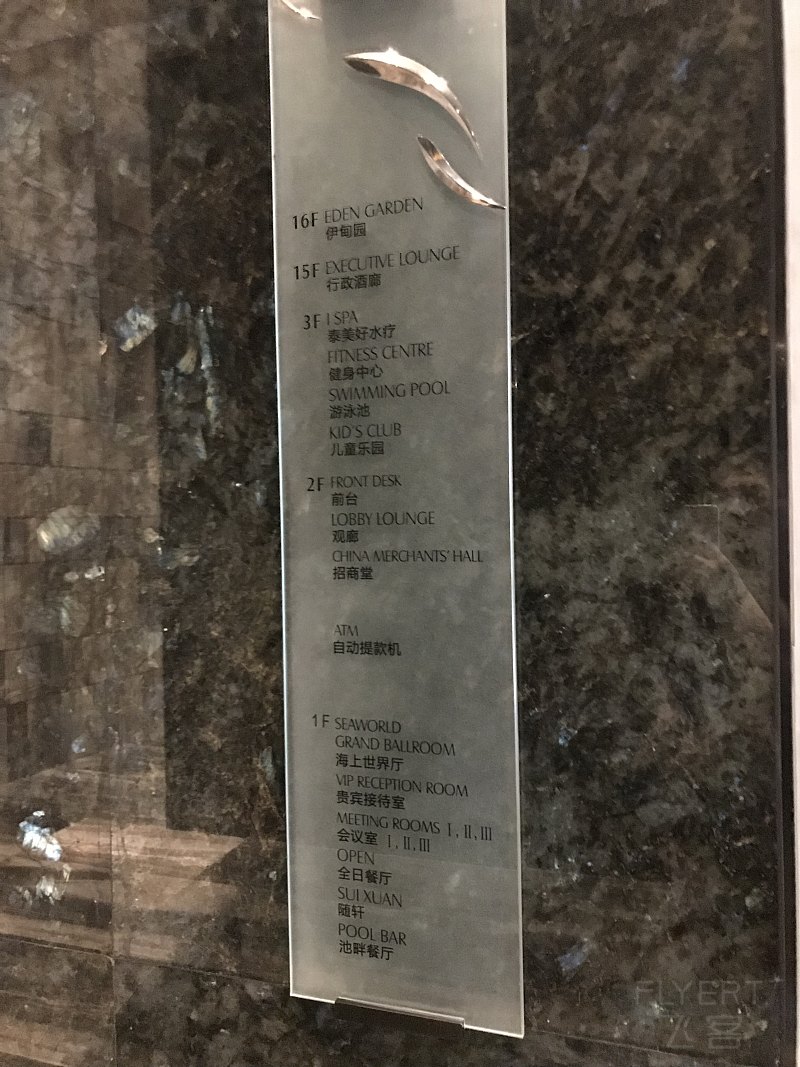 16F EDEN GARDEN
伊甸园
15F EXECUTIVE LOUNGE
行政酒廊
3F I SPA
泰美好水疗
FITNESS CENTRE
健身中心
SWIMMING POOL
游泳池
KID'S CLUB
儿童乐园
2F FRONT DESK
前台
LOBBY LOUNGE
观廊
CHINA MERCHANTS' HALL
招商堂
ATM
自动提款机
1F SEAWORLD
GRAND BALLROOM
海上世界厅
VIP RECEPTION ROOM
贵宾接待室
MEETING ROOMS Ⅰ, Ⅱ, Ⅲ
会议室 Ⅰ, Ⅱ, Ⅲ
OPEN
全日餐厅
SUI XUAN
随轩
POOL BAR
池畔餐厅
FLYERT
飞客